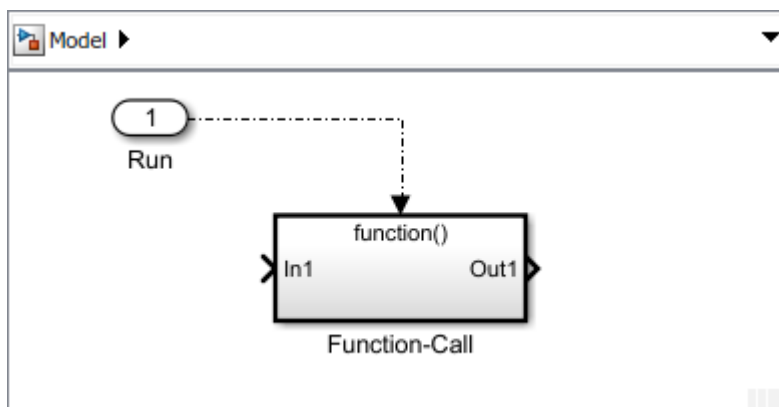 Model
1
Run
function()
In1 Out1
Function-Call